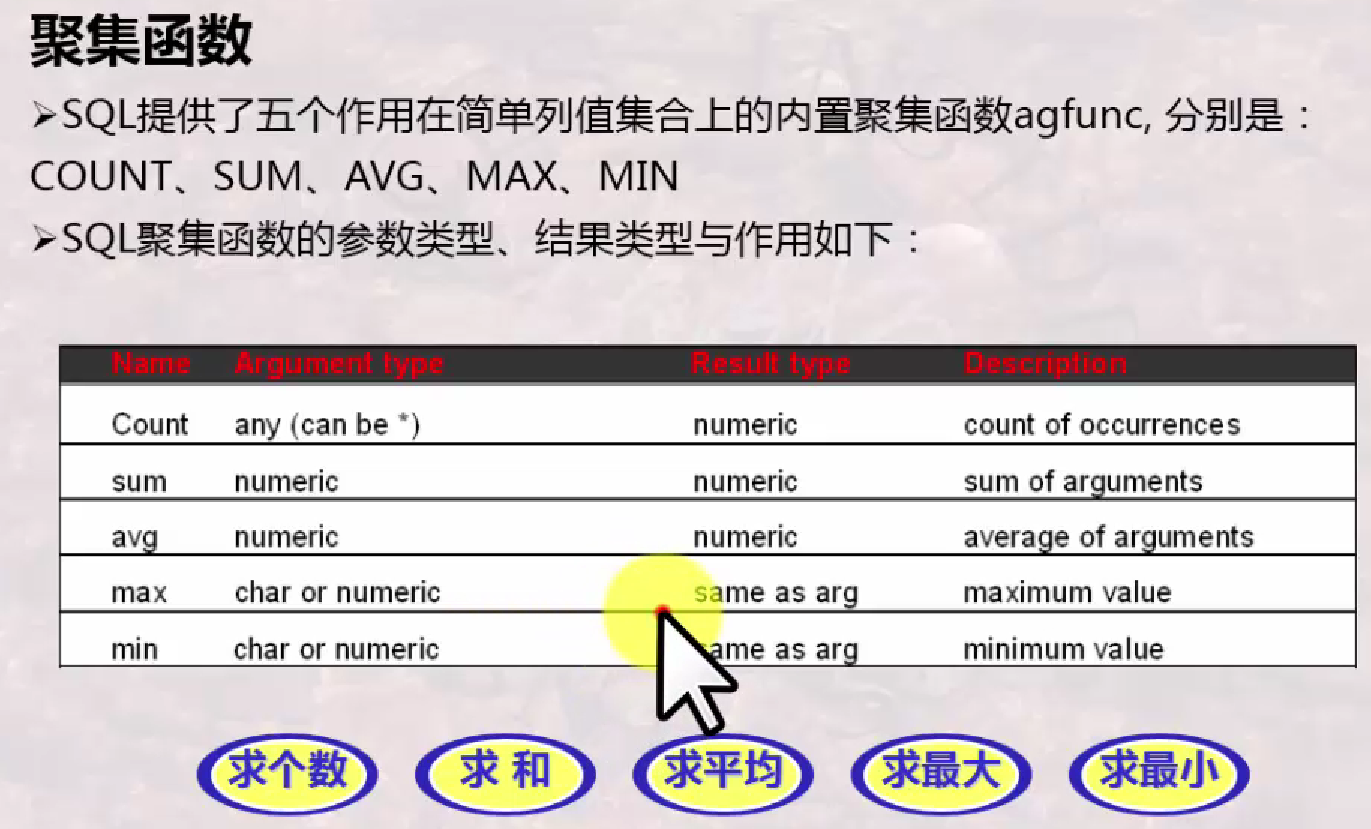 聚集函数
➢SQL提供了五个作用在简单列值集合上的内置聚集函数agfunc, 分别是：
COUNT、SUM、AVG、MAX、MIN
➢SQL聚集函数的参数类型、结果类型与作用如下：
Name Argument type Result type Description
Count any (can be *) numeric count of occurrences
sum numeric numeric sum of arguments
avg numeric numeric average of arguments
max char or numeric same as arg maximum value
min char or numeric same as arg minimum value
求个数 求 和 求平均 求最大 求最小